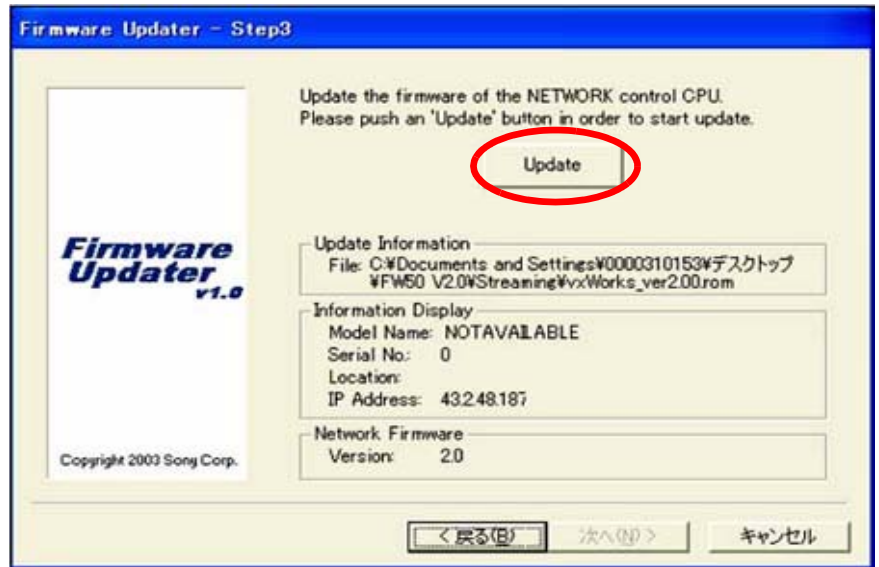 Firmware Updater - Step3
Update the firmware of the NETWORK control CPU.
Please push an 'Update' button in order to start update.
Update
Firmware
Updater
v1.0
Update Information
File: C:¥Documents and Settings¥0000310153¥デスクトップ
¥FW50 V2.0¥Streaming¥vxWorks_ver2.00.rom
Information Display
Model Name: NOTAVAILABLE
Serial No.: 0
Location:
IP Address: 43.2.48.187
Network Firmware
Version: 2.0
Copyright 2003 Sony Corp.
< 戻る(B)
次へ(N) >
キャンセル